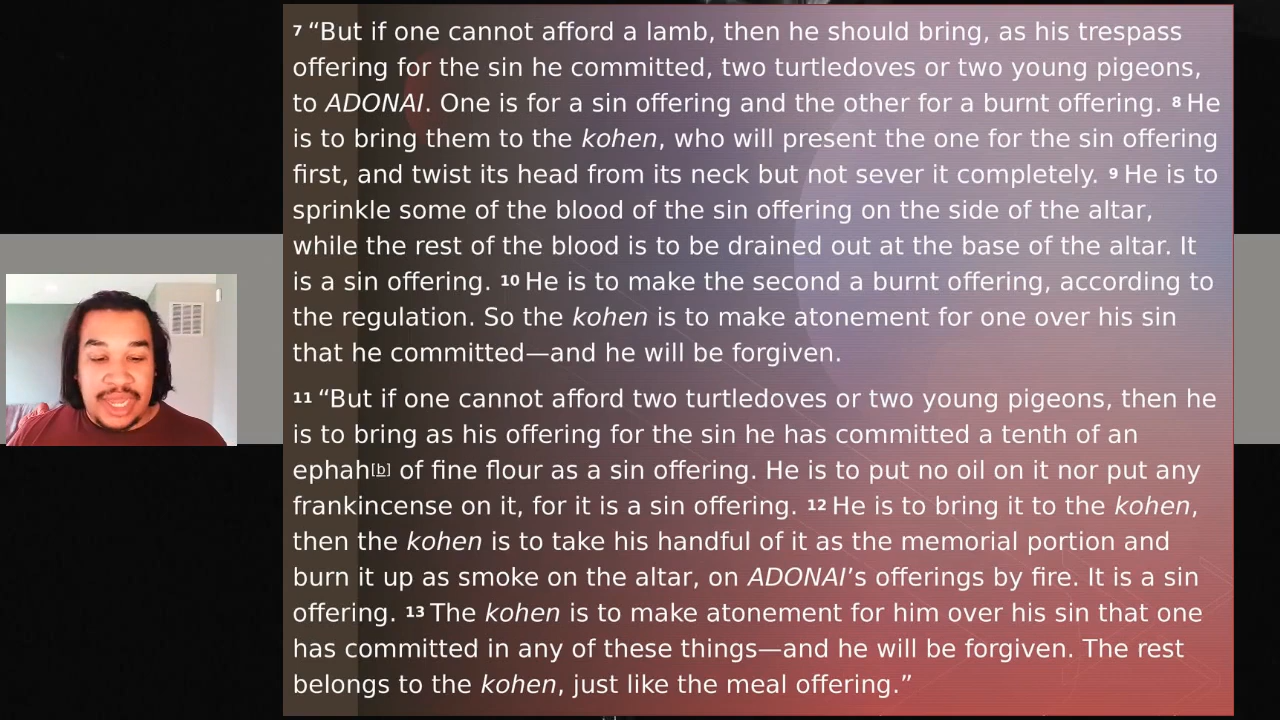 7 “But if one cannot afford a lamb, then he should bring, as his trespass
offering for the sin he committed, two turtledoves or two young pigeons,
to ADONAI. One is for a sin offering and the other for a burnt offering. 8 He
is to bring them to the kohen, who will present the one for the sin offering
first, and twist its head from its neck but not sever it completely. 9 He is to
sprinkle some of the blood of the sin offering on the side of the altar,
while the rest of the blood is to be drained out at the base of the altar. It
is a sin offering. 10 He is to make the second a burnt offering, according to
the regulation. So the kohen is to make atonement for one over his sin
that he committed—and he will be forgiven.
11 “But if one cannot afford two turtledoves or two young pigeons, then he
is to bring as his offering for the sin he has committed a tenth of an
ephah[b] of fine flour as a sin offering. He is to put no oil on it nor put any
frankincense on it, for it is a sin offering. 12 He is to bring it to the kohen,
then the kohen is to take his handful of it as the memorial portion and
burn it up as smoke on the altar, on ADONAI’s offerings by fire. It is a sin
offering. 13 The kohen is to make atonement for him over his sin that one
has committed in any of these things—and he will be forgiven. The rest
belongs to the kohen, just like the meal offering.”